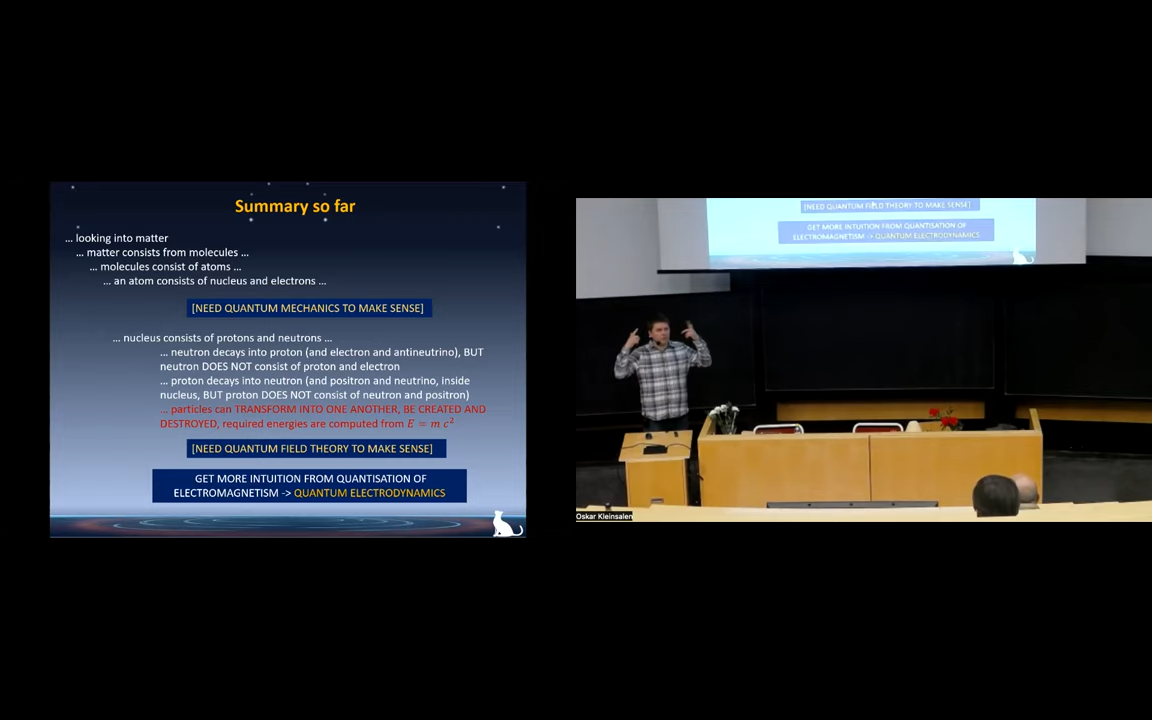 Summary so far
... looking into matter
... matter consists from molecules ...
... molecules consist of atoms ...
... an atom consists of nucleus and electrons ...
[NEED QUANTUM MECHANICS TO MAKE SENSE]
... nucleus consists of protons and neutrons ...
... neutron decays into proton (and electron and antineutrino), BUT
neutron DOES NOT consist of proton and electron
... proton decays into neutron (and positron and neutrino, inside
nucleus, BUT proton DOES NOT consist of neutron and positron)
... particles can TRANSFORM INTO ONE ANOTHER, BE CREATED AND
DESTROYED, required energies are computed from E = m c²
[NEED QUANTUM FIELD THEORY TO MAKE SENSE]
GET MORE INTUITION FROM QUANTISATION OF
ELECTROMAGNETISM -> QUANTUM ELECTRODYNAMICS
[NEED QUANTUM FIELD THEORY TO MAKE SENSE]
GET MORE INTUITION FROM QUANTISATION OF
ELECTROMAGNETISM -> QUANTUM ELECTRODYNAMICS
Oskar Kleinsalen